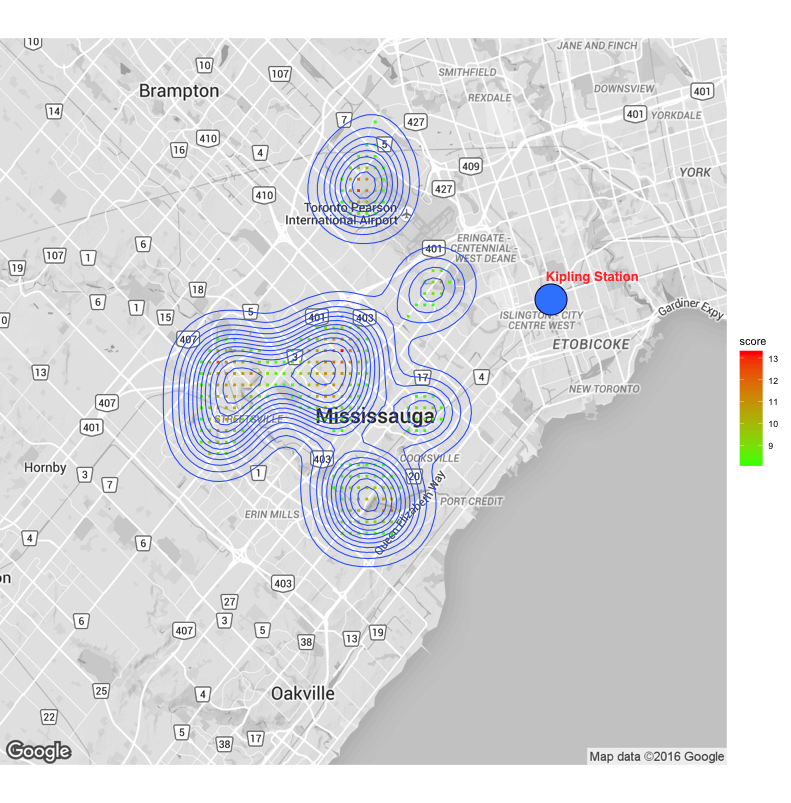 10
JANE AND FINCH
10
107
SMITHFIELD
Brampton
DOWNSVIEW
401
REXDALE
14
401
YORKDALE
7
427
410
5
16
4
409
YORK
427
410
Toronto Pearson
International Airport
ERINGATE -
CENTENNIAL -
WEST DEANE
6
401
107
1
19
Kipling Station
18
6
1
5
Gardiner Expy
0
15
401
403
ISLINGTON - CITY
CENTRE WEST
407
ETOBICOKE
3
13
17
4
NEW TORONTO
407
Mississauga
STREETSVILLE
401
403
COOKSVILLE
Hornby
3
1
20
7
PORT CREDIT
ERIN MILLS
Queen Elizabeth Way
4
6
on
403
27
6
3
407
5
13
19
38
25
4
Oakville
22
5
38
17
Google
Map data ©2016 Google
score
13
12
11
10
9